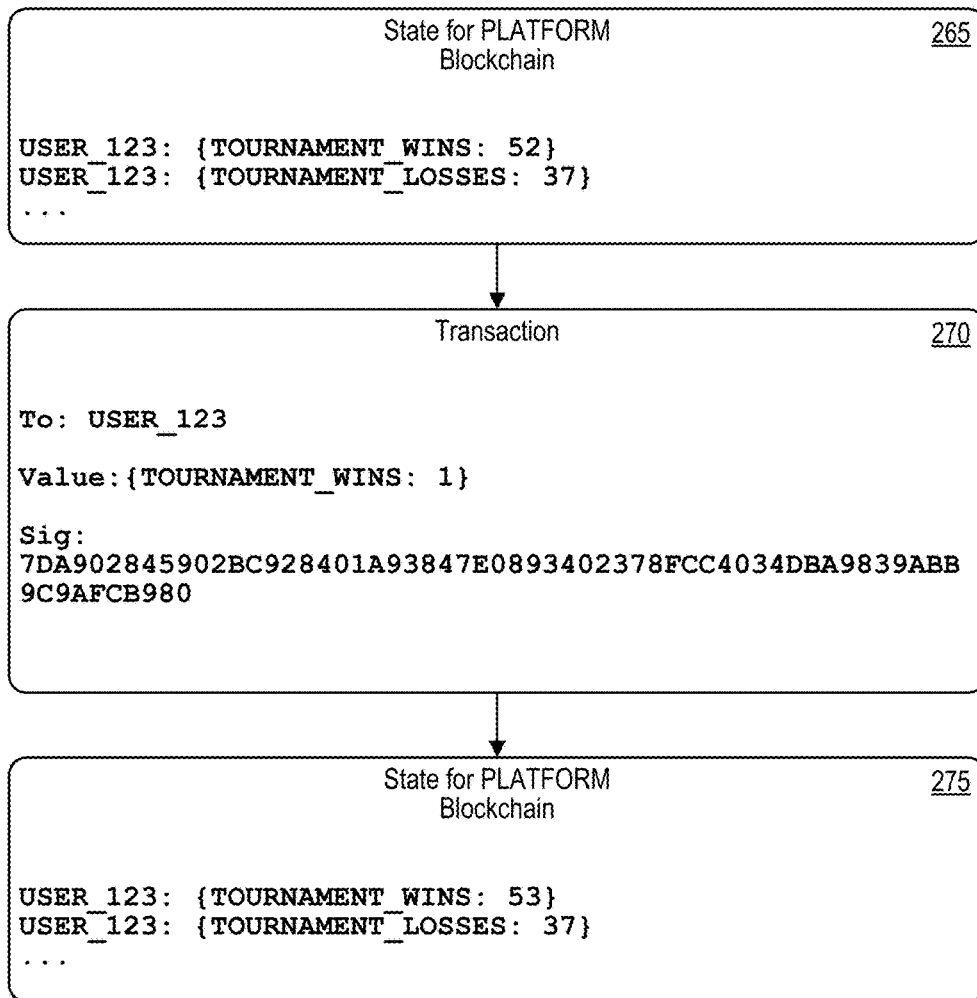 State for PLATFORM
Blockchain
265
USER_123: {TOURNAMENT_WINS: 52}
USER_123: {TOURNAMENT_LOSSES: 37}
...
Transaction
270
To: USER_123
Value:{TOURNAMENT_WINS: 1}
Sig:
7DA902845902BC928401A93847E0893402378FCC4034DBA9839ABB
9C9AFCB980
State for PLATFORM
Blockchain
275
USER_123: {TOURNAMENT_WINS: 53}
USER_123: {TOURNAMENT_LOSSES: 37}
...